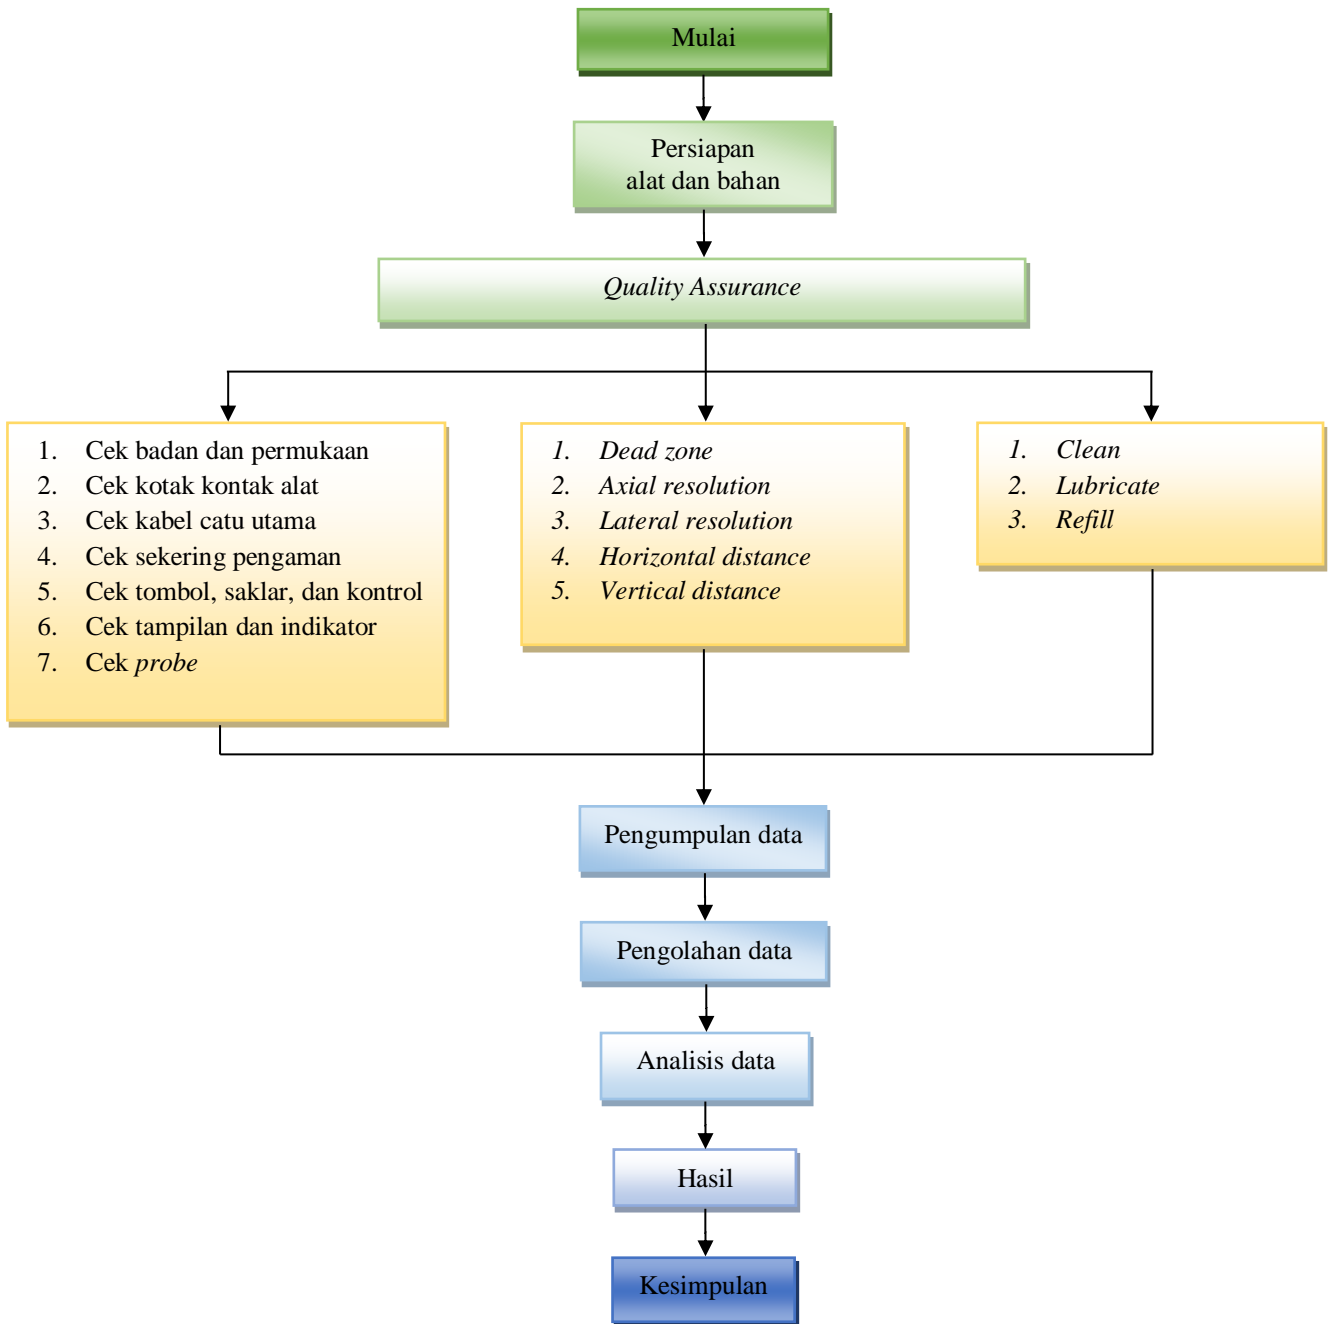 Mulai
Persiapan
alat dan bahan
Quality Assurance
1. Cek badan dan permukaan
2. Cek kotak kontak alat
3. Cek kabel catu utama
4. Cek sekering pengaman
5. Cek tombol, saklar, dan kontrol
6. Cek tampilan dan indikator
7. Cek probe
1. Dead zone
2. Axial resolution
3. Lateral resolution
4. Horizontal distance
5. Vertical distance
1. Clean
2. Lubricate
3. Refill
Pengumpulan data
Pengolahan data
Analisis data
Hasil
Kesimpulan